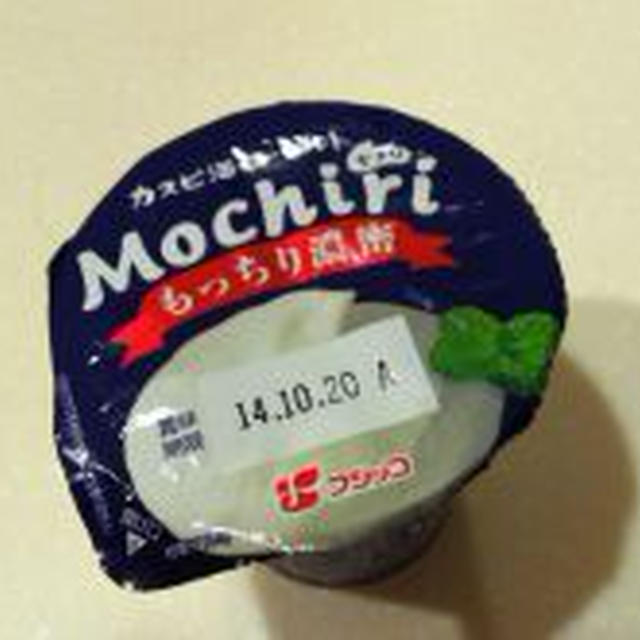 カスピ海
Mochiri
もっちり濃厚
賞味
期限
14.10.20 A
フジッコ